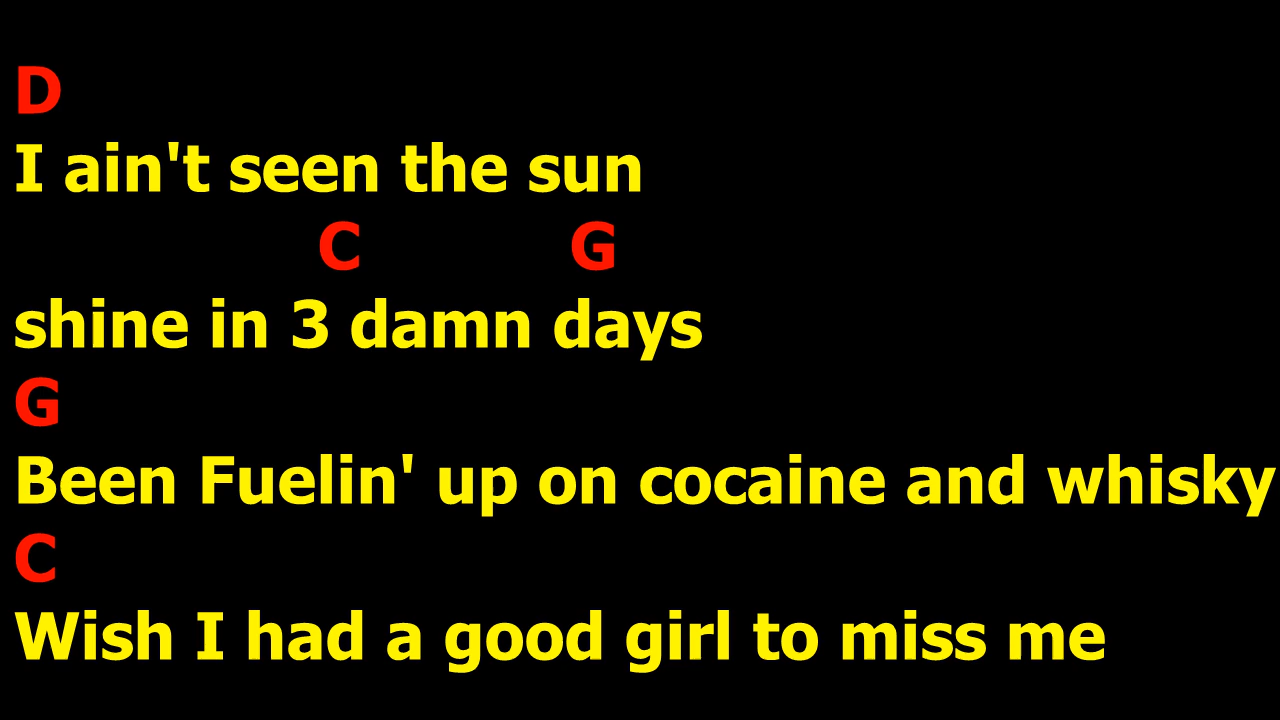 D
I ain't seen the sun
C G
shine in 3 damn days
G
Been Fuelin' up on cocaine and whisky
C
Wish I had a good girl to miss me